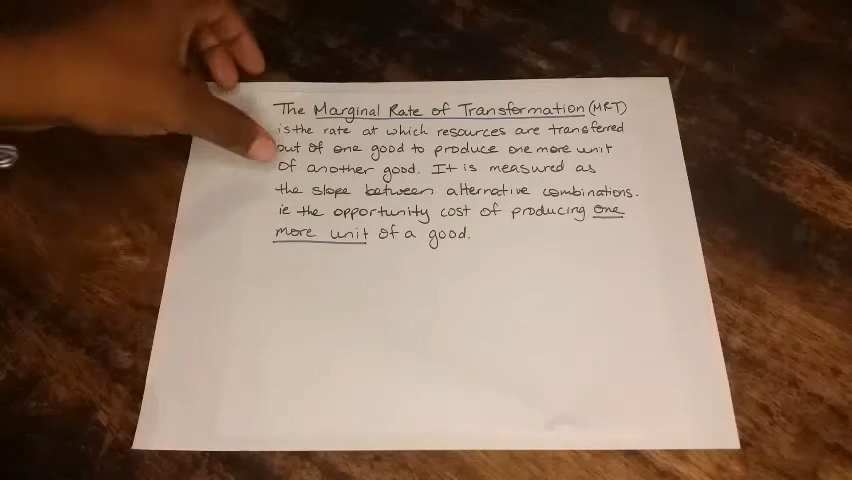 The Marginal Rate of Transformation (MRT)
is the rate at which resources are transferred
out of one good to produce one more unit
of another good. It is measured as
the slope between alternative combinations.
ie the opportunity cost of producing one
more unit of a good.